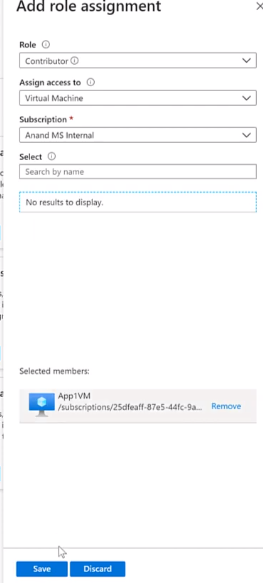 Add role assignment
Role
Contributor
Assign access to
Virtual Machine
Subscription *
Anand MS Internal
Select
Search by name
No results to display.
Selected members:
App1VM
/subscriptions/25dfeaff-87e5-44fc-9a...
Remove
Save
Discard